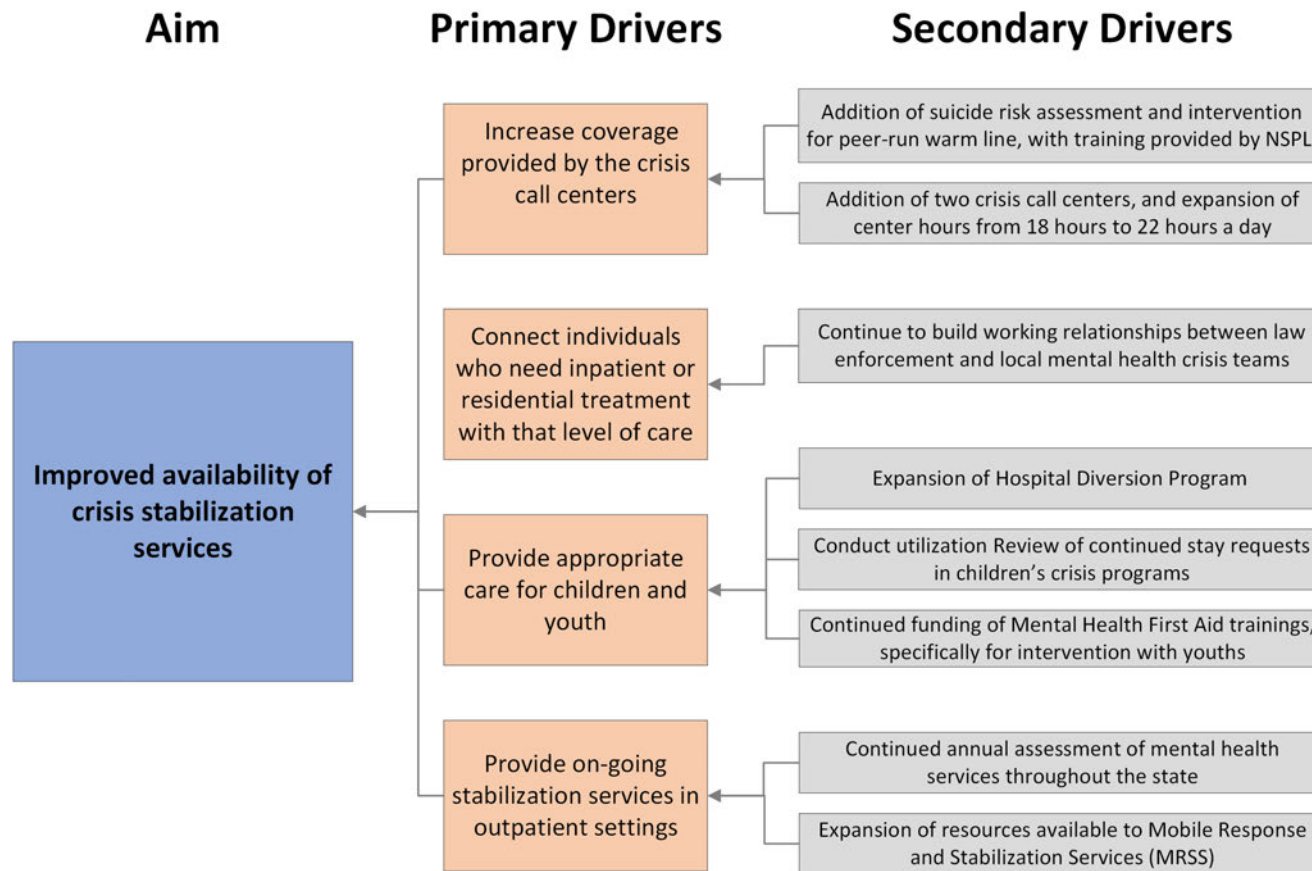 Aim
Primary Drivers
Secondary Drivers
Improved availability of
crisis stabilization
services
Increase coverage
provided by the crisis
call centers
Connect individuals
who need inpatient or
residential treatment
with that level of care
Provide appropriate
care for children and
youth
Provide on-going
stabilization services in
outpatient settings
Addition of suicide risk assessment and intervention
for peer-run warm line, with training provided by NSPL
Addition of two crisis call centers, and expansion of
center hours from 18 hours to 22 hours a day
Continue to build working relationships between law
enforcement and local mental health crisis teams
Expansion of Hospital Diversion Program
Conduct utilization Review of continued stay requests
in children's crisis programs
Continued funding of Mental Health First Aid trainings,
specifically for intervention with youths
Continued annual assessment of mental health
services throughout the state
Expansion of resources available to Mobile Response
and Stabilization Services (MRSS)